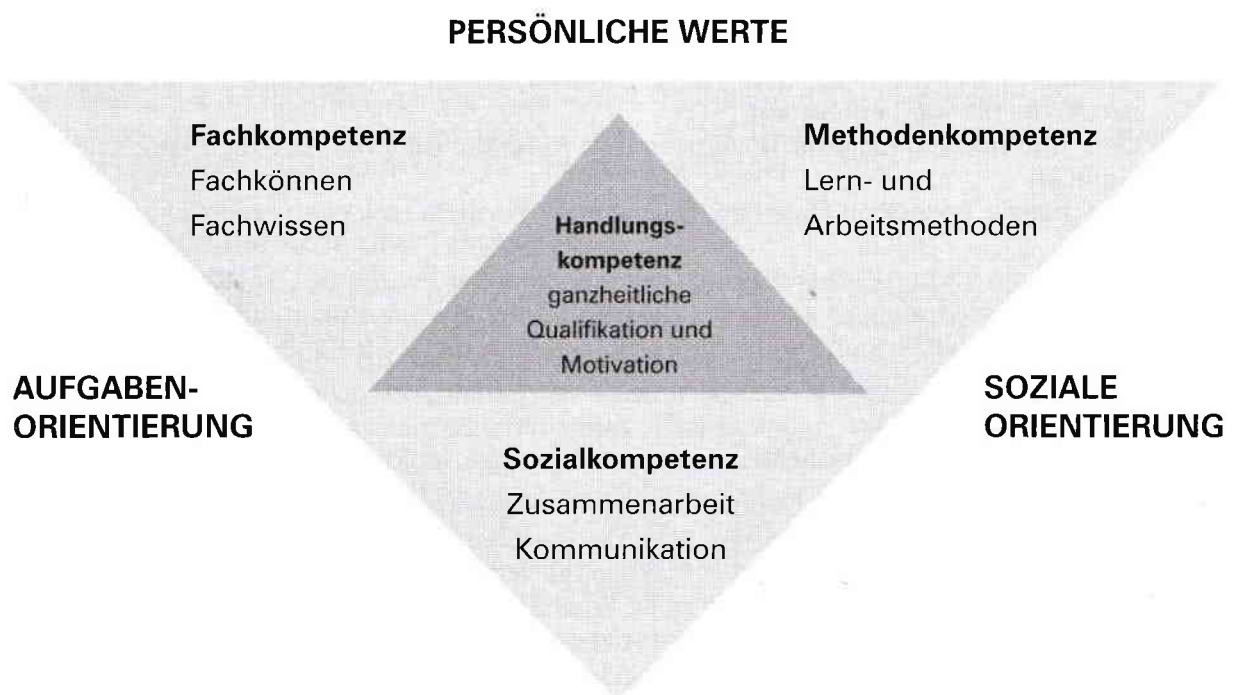 PERSÖNLICHE WERTE
Fachkompetenz
Fachkönnen
Fachwissen
Methodenkompetenz
Lern- und
Arbeitsmethoden
Handlungs-
kompetenz
ganzheitliche
Qualifikation und
Motivation
AUFGABEN-
ORIENTIERUNG
SOZIALE
ORIENTIERUNG
Sozialkompetenz
Zusammenarbeit
Kommunikation